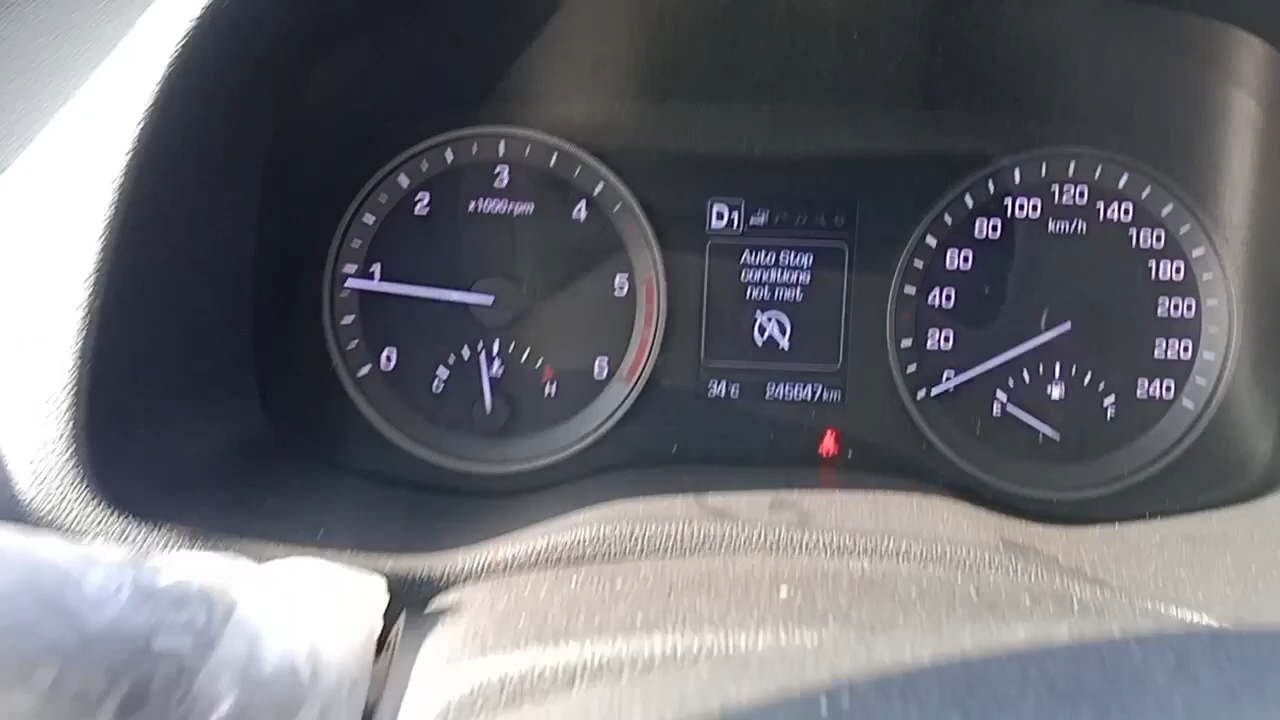 0
1
2
3
4
5
6
x1000rpm
C
H
D1
Auto Stop
conditions
not met
34°C
245647km
0
20
40
60
80
100
120
140
160
180
200
220
240
km/h
E
F